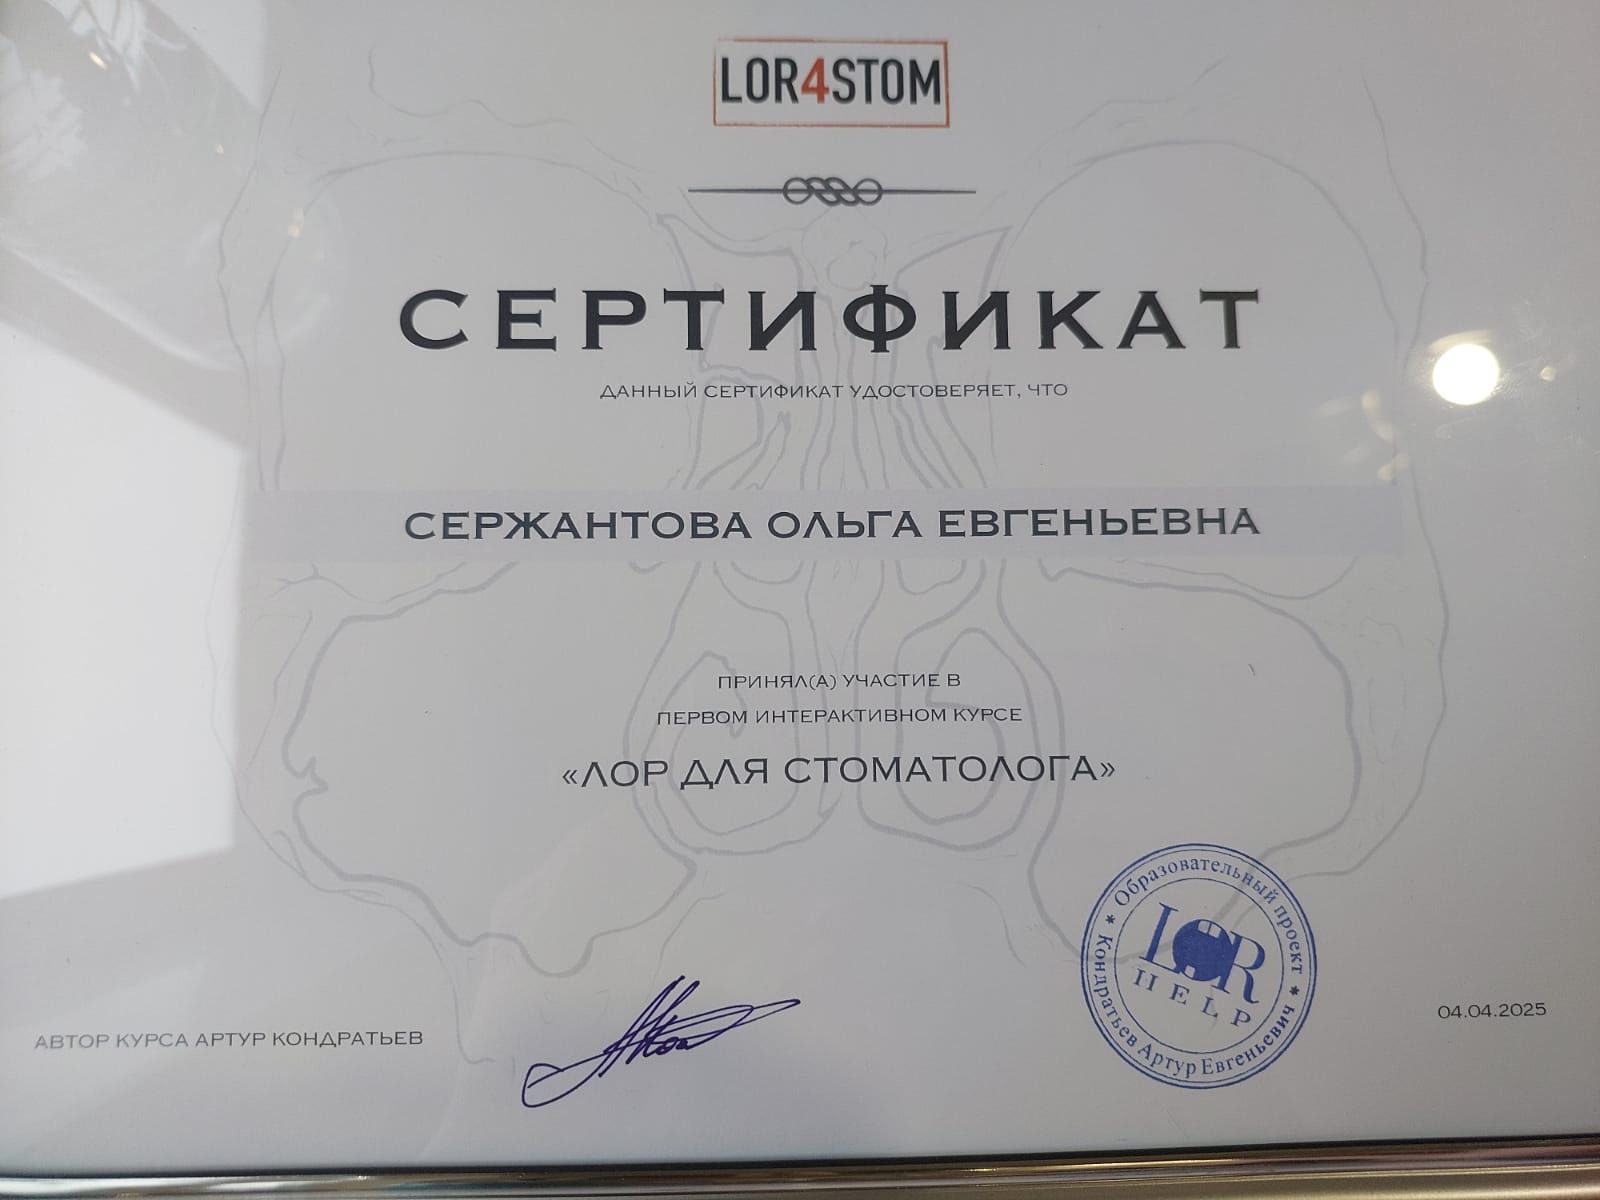 LOR4STOM
СЕРТИФИКАТ
ДАННЫЙ СЕРТИФИКАТ УДОСТОВЕРЯЕТ, ЧТО
СЕРЖАНТОВА ОЛЬГА ЕВГЕНЬЕВНА
ПРИНЯЛ(А) УЧАСТИЕ В
ПЕРВОМ ИНТЕРАКТИВНОМ КУРСЕ
«ЛОР ДЛЯ СТОМАТОЛОГА»
* Образовательный проект *
Кондратьев Артур Евгеньевич
LOR
HELP
АВТОР КУРСА АРТУР КОНДРАТЬЕВ
04.04.2025